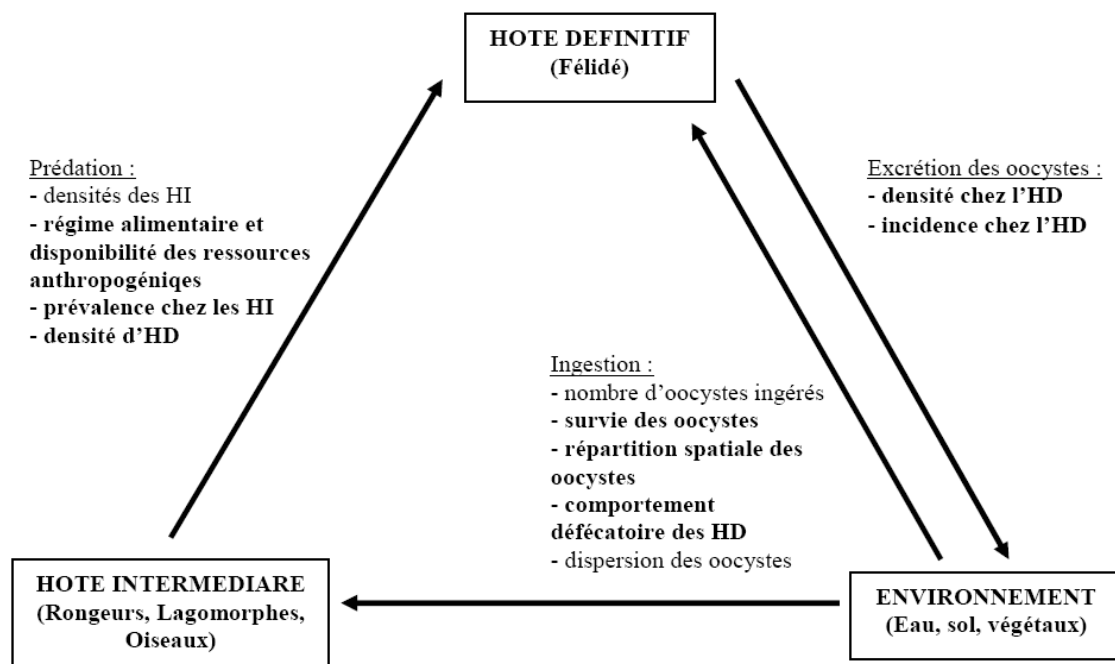 HOTE DEFINITIF
(Félidé)
Prédation :
- densités des HI
- régime alimentaire et
disponibilité des ressources
anthropogéniqes
- prévalence chez les HI
- densité d’HD
Excrétion des oocystes :
- densité chez l’HD
- incidence chez l’HD
Ingestion :
- nombre d’oocystes ingérés
- survie des oocystes
- répartition spatiale des
oocystes
- comportement
défécatoire des HD
- dispersion des oocystes
HOTE INTERMEDIARE
(Rongeurs, Lagomorphes,
Oiseaux)
ENVIRONNEMENT
(Eau, sol, végétaux)